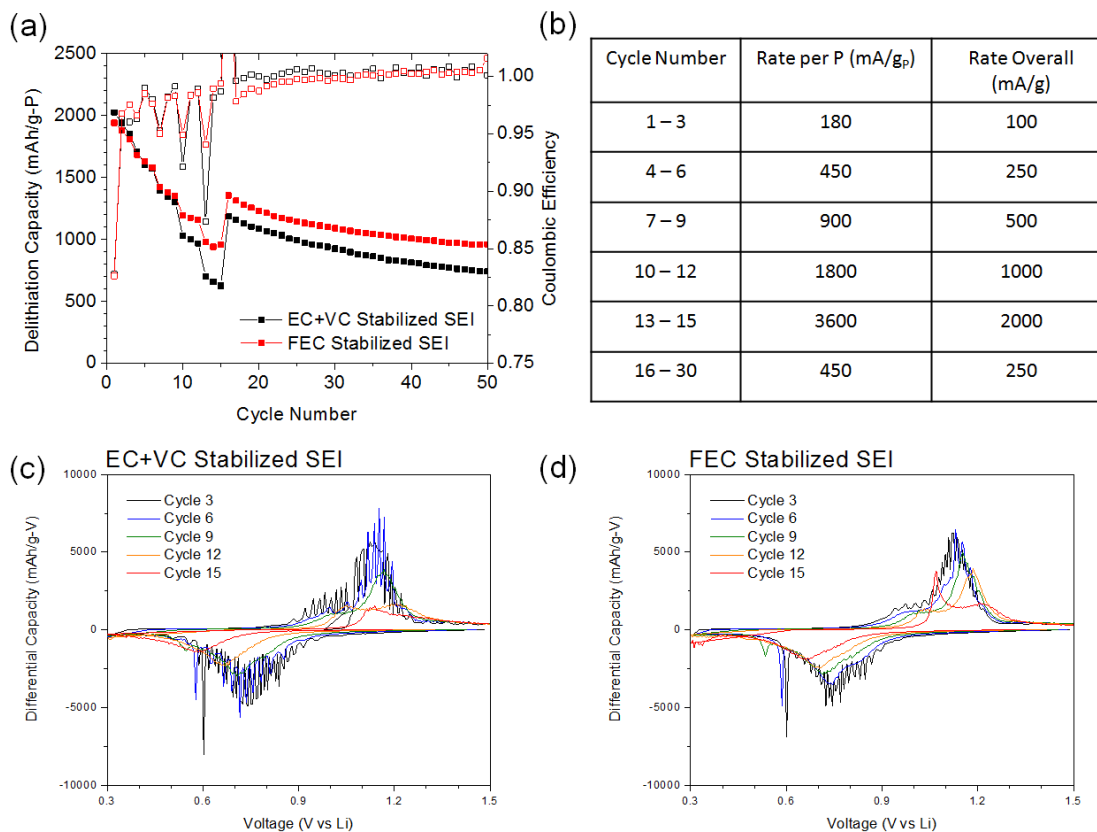 (a)
2500
2000
1500
1000
500
0
Delithiation Capacity (mAh/g-P)
1.00
0.95
0.90
0.85
0.80
0.75
Coulombic Efficiency
EC+VC Stabilized SEI
FEC Stabilized SEI
0 10 20 30 40 50
Cycle Number
(b)
Cycle Number Rate per P (mA/gP) Rate Overall
(mA/g)
1 – 3 180 100
4 – 6 450 250
7 – 9 900 500
10 – 12 1800 1000
13 – 15 3600 2000
16 – 30 450 250
(c) EC+VC Stabilized SEI
10000
5000
0
-5000
-10000
Differential Capacity (mAh/g-V)
Cycle 3
Cycle 6
Cycle 9
Cycle 12
Cycle 15
0.3 0.6 0.9 1.2 1.5
Voltage (V vs Li)
(d) FEC Stabilized SEI
10000
5000
0
-5000
-10000
Differential Capacity (mAh/g-V)
Cycle 3
Cycle 6
Cycle 9
Cycle 12
Cycle 15
0.3 0.6 0.9 1.2 1.5
Voltage (V vs Li)